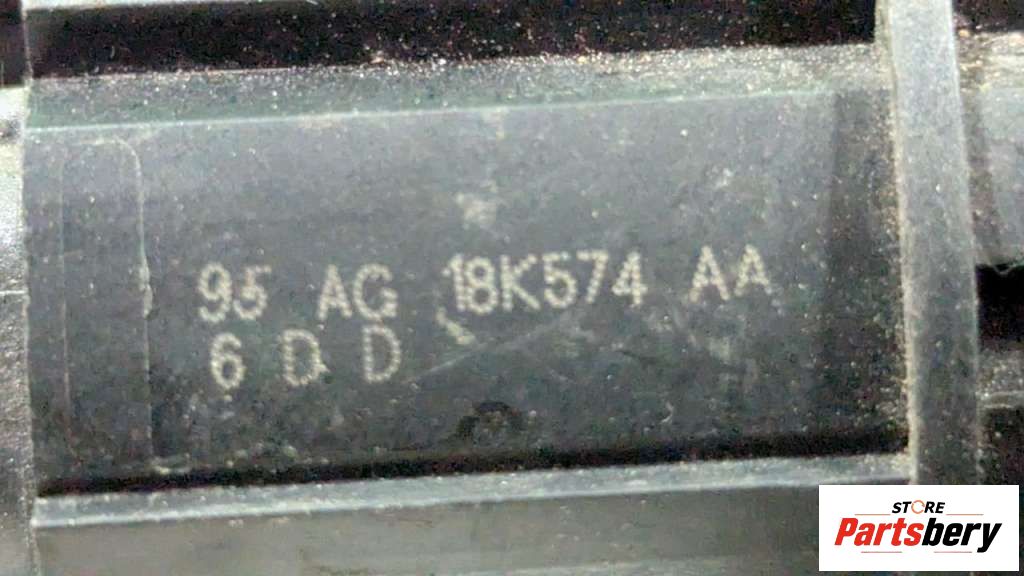 95 AG 18K574 AA
6 D D
STORE
Partsbery